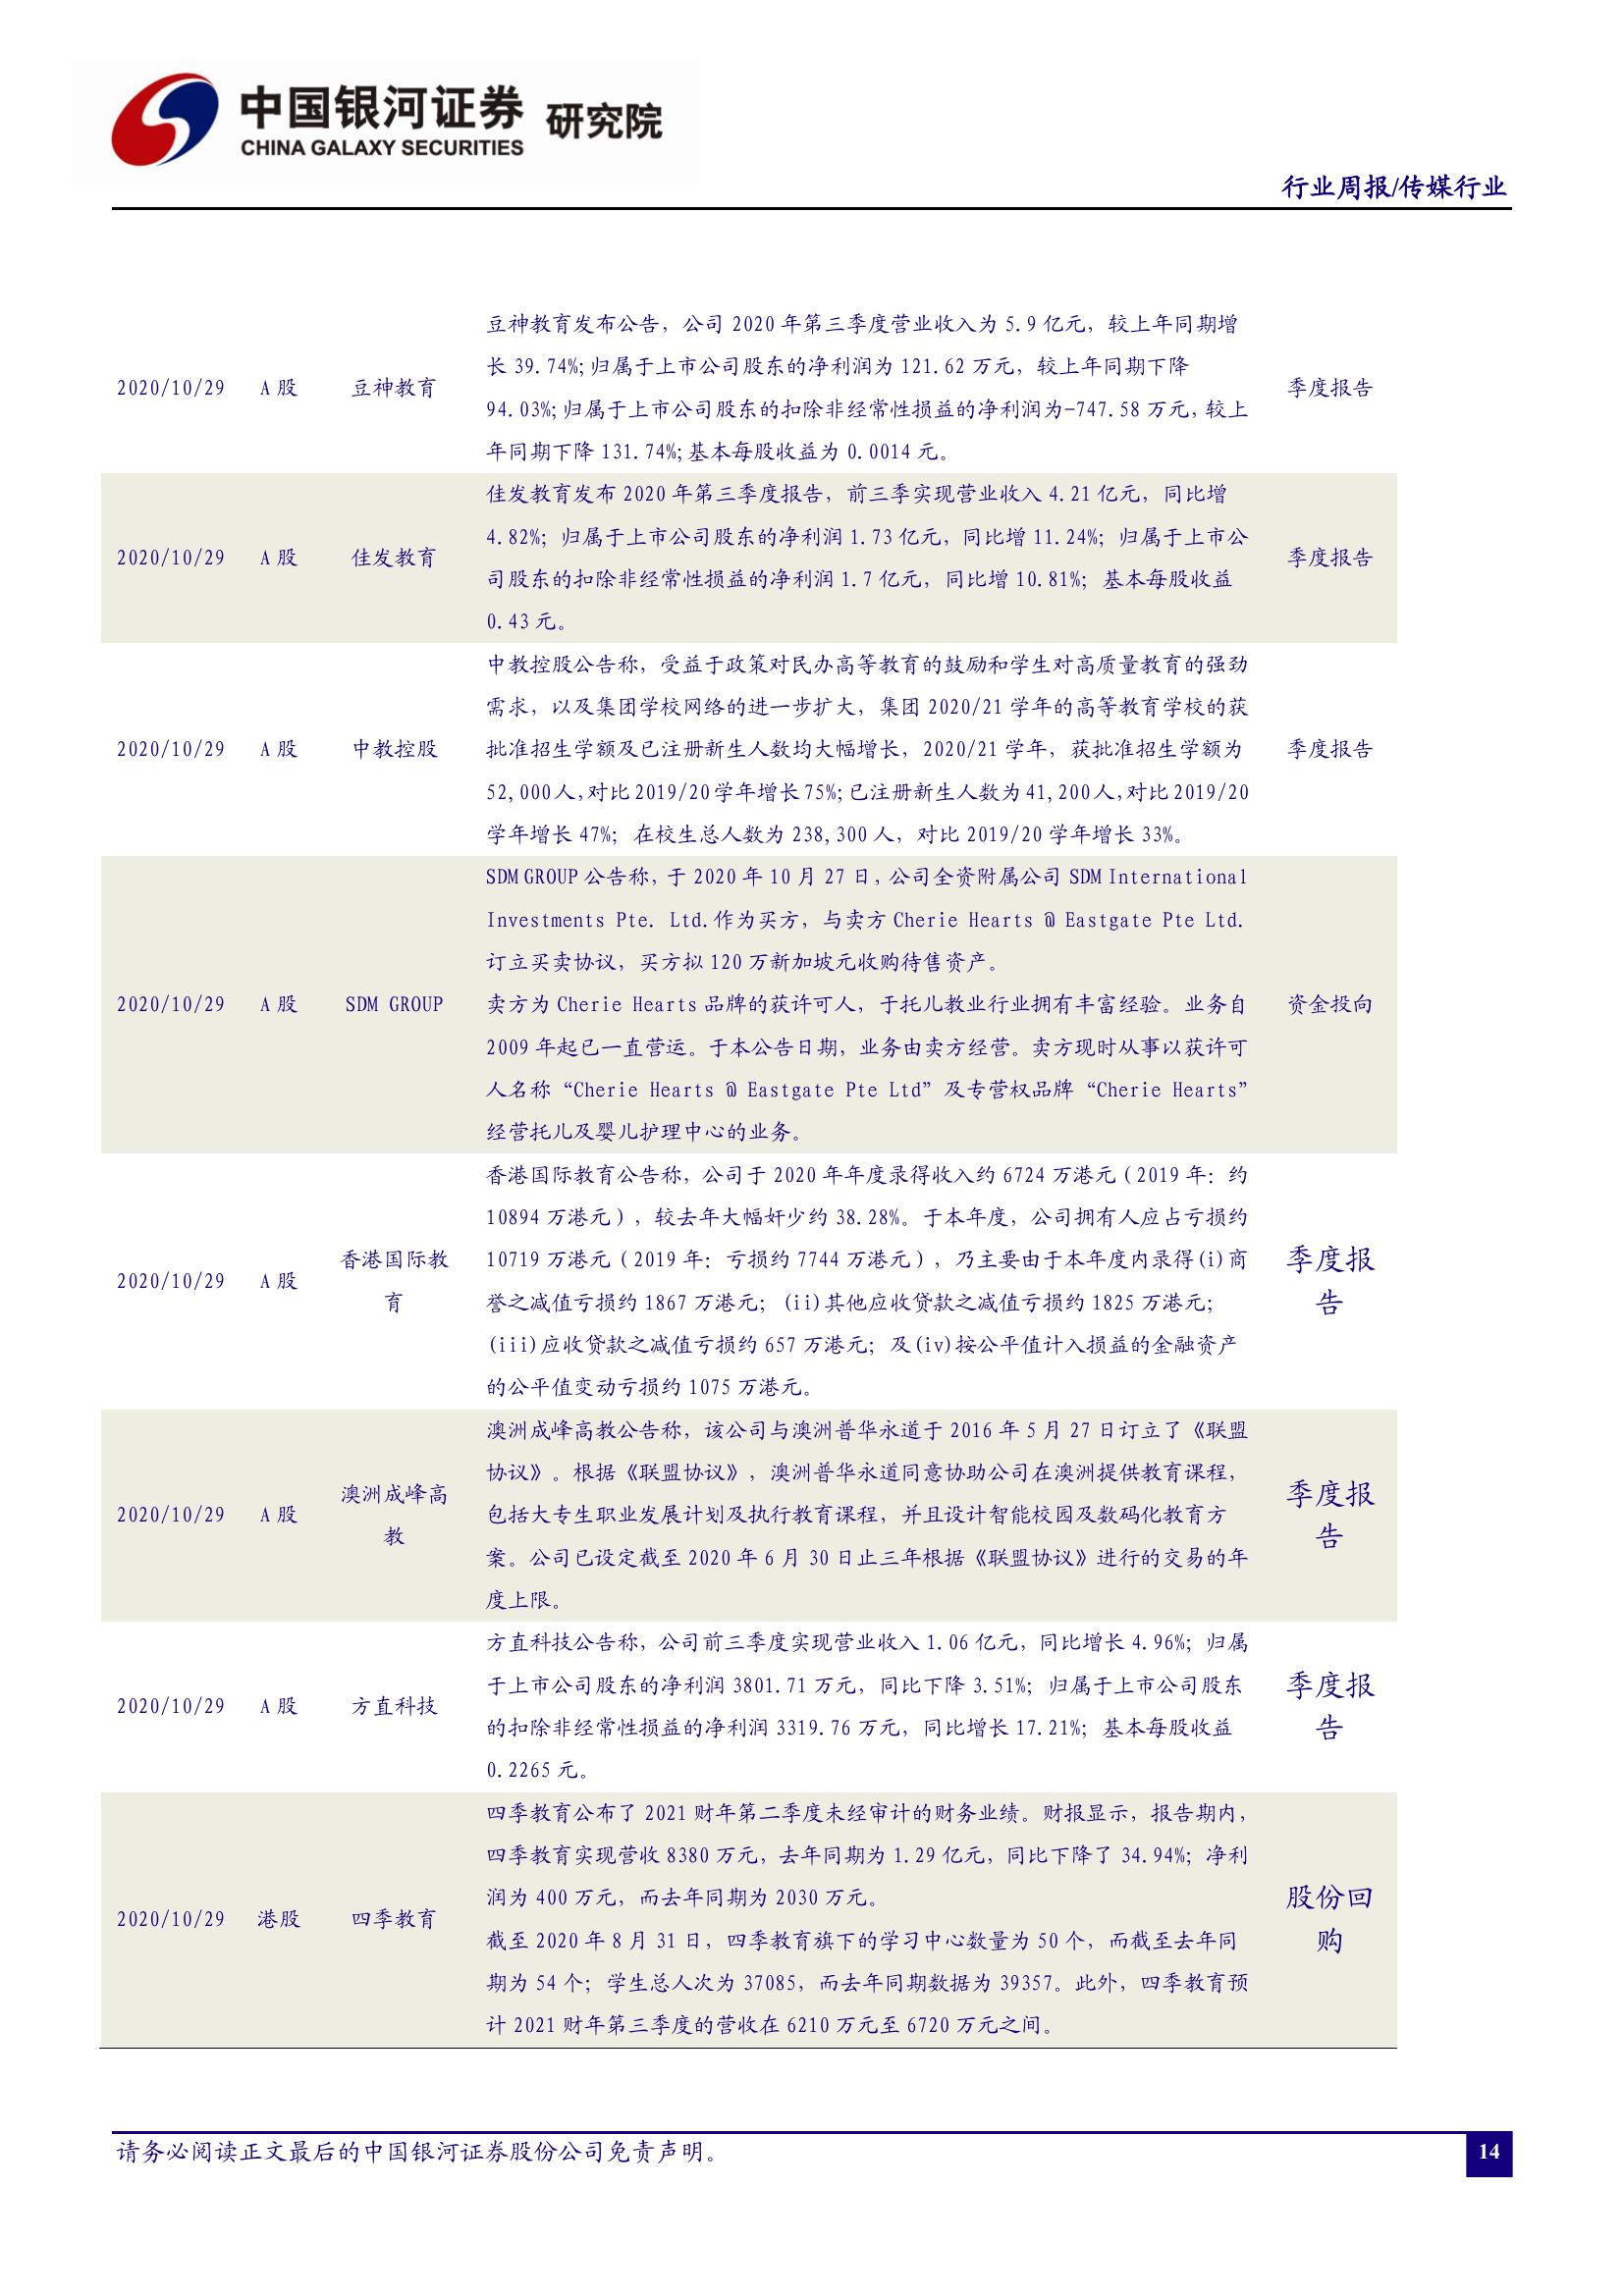 中国银河证券 研究院
CHINA GALAXY SECURITIES
行业周报/传媒行业
豆神教育发布公告，公司 2020 年第三季度营业收入为 5.9 亿元，较上年同期增
长 39.74%;归属于上市公司股东的净利润为 121.62 万元，较上年同期下降
2020/10/29 A 股 豆神教育 季度报告
94.03%;归属于上市公司股东的扣除非经常性损益的净利润为-747.58 万元,较上
年同期下降 131.74%;基本每股收益为 0.0014 元。
佳发教育发布 2020 年第三季度报告，前三季实现营业收入 4.21 亿元，同比增
4.82%；归属于上市公司股东的净利润 1.73 亿元，同比增 11.24%；归属于上市公
2020/10/29 A 股 佳发教育 季度报告
司股东的扣除非经常性损益的净利润 1.7 亿元，同比增 10.81%；基本每股收益
0.43 元。
中教控股公告称，受益于政策对民办高等教育的鼓励和学生对高质量教育的强劲
需求，以及集团学校网络的进一步扩大，集团 2020/21 学年的高等教育学校的获
2020/10/29 A 股 中教控股 批准招生学额及已注册新生人数均大幅增长，2020/21 学年，获批准招生学额为 季度报告
52,000人,对比2019/20学年增长75%;已注册新生人数为41,200人,对比2019/20
学年增长 47%；在校生总人数为 238,300 人，对比 2019/20 学年增长 33%。
SDM GROUP 公告称,于 2020 年 10 月 27 日,公司全资附属公司 SDM International
Investments Pte. Ltd.作为买方，与卖方 Cherie Hearts @ Eastgate Pte Ltd.
订立买卖协议，买方拟 120 万新加坡元收购待售资产。
2020/10/29 A 股 SDM GROUP 卖方为 Cherie Hearts 品牌的获许可人，于托儿教业行业拥有丰富经验。业务自 资金投向
2009 年起已一直营运。于本公告日期，业务由卖方经营。卖方现时从事以获许可
人名称“Cherie Hearts @ Eastgate Pte Ltd”及专营权品牌“Cherie Hearts”
经营托儿及婴儿护理中心的业务。
香港国际教育公告称，公司于 2020 年年度录得收入约 6724 万港元（2019 年：约
10894 万港元），较去年大幅奸少约 38.28%。于本年度，公司拥有人应占亏损约
香港国际教 10719 万港元（2019 年：亏损约 7744 万港元），乃主要由于本年度内录得(i)商 季度报
2020/10/29 A 股
育 誉之减值亏损约 1867 万港元；(ii)其他应收贷款之减值亏损约 1825 万港元； 告
(iii)应收贷款之减值亏损约 657 万港元；及(iv)按公平值计入损益的金融资产
的公平值变动亏损约 1075 万港元。
澳洲成峰高教公告称，该公司与澳洲普华永道于 2016 年 5 月 27 日订立了《联盟
协议》。根据《联盟协议》，澳洲普华永道同意协助公司在澳洲提供教育课程，
澳洲成峰高 季度报
2020/10/29 A 股 包括大专生职业发展计划及执行教育课程，并且设计智能校园及数码化教育方
教 告
案。公司已设定截至 2020 年 6 月 30 日止三年根据《联盟协议》进行的交易的年
度上限。
方直科技公告称，公司前三季度实现营业收入 1.06 亿元，同比增长 4.96%；归属
于上市公司股东的净利润 3801.71 万元，同比下降 3.51%；归属于上市公司股东 季度报
2020/10/29 A 股 方直科技
的扣除非经常性损益的净利润 3319.76 万元，同比增长 17.21%；基本每股收益 告
0.2265 元。
四季教育公布了 2021 财年第二季度未经审计的财务业绩。财报显示，报告期内，
四季教育实现营收 8380 万元，去年同期为 1.29 亿元，同比下降了 34.94%；净利
润为 400 万元，而去年同期为 2030 万元。 股份回
2020/10/29 港股 四季教育
截至 2020 年 8 月 31 日，四季教育旗下的学习中心数量为 50 个，而截至去年同 购
期为 54 个；学生总人次为 37085，而去年同期数据为 39357。此外，四季教育预
计 2021 财年第三季度的营收在 6210 万元至 6720 万元之间。
请务必阅读正文最后的中国银河证券股份公司免责声明。
14